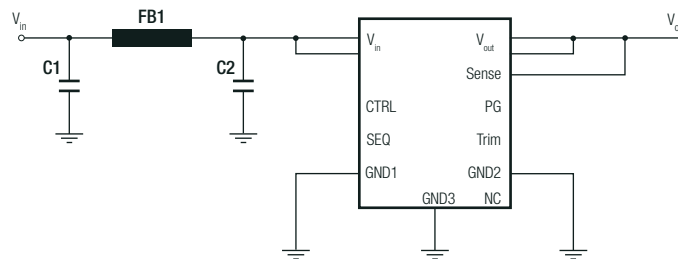 Vin
FB1
C1
C2
Vin
Vout
Sense
CTRL
PG
SEQ
Trim
GND1
GND2
GND3
NC